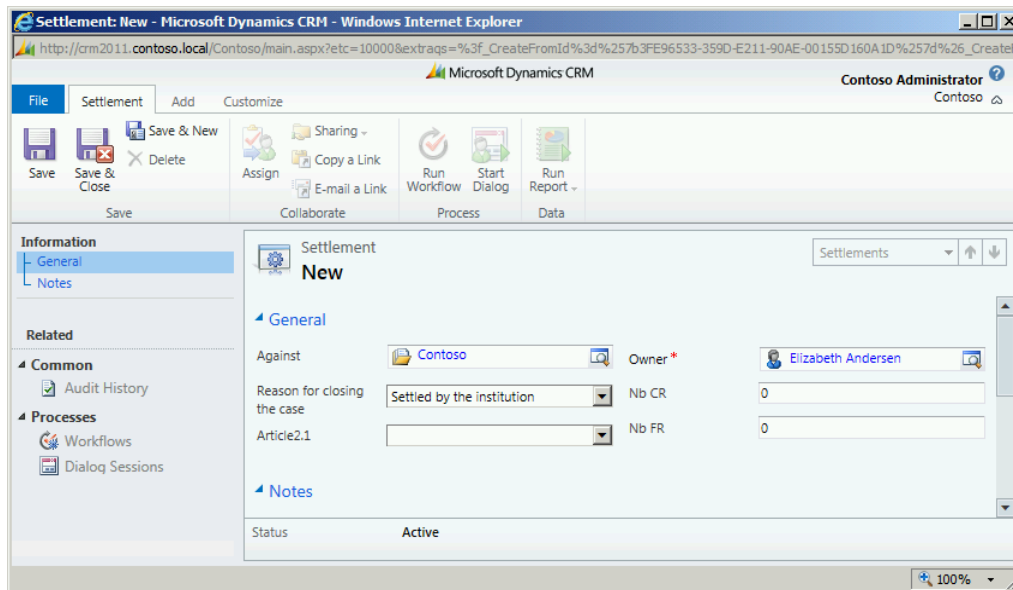 Settlement: New - Microsoft Dynamics CRM - Windows Internet Explorer
http://crm2011.contoso.local/Contoso/main.aspx?etc=10000&extraqs=%3f_CreateFromId%3d%257b3FE96533-359D-E211-90AE-00155D160A1D%257d%26_CreateF
Microsoft Dynamics CRM
Contoso Administrator
Contoso
File Settlement Add Customize
Save
Save & Close
Save & New
Delete
Save
Assign
Sharing
Copy a Link
E-mail a Link
Collaborate
Run Workflow
Start Dialog
Process
Run Report
Data
Information
General
Notes
Related
Common
Audit History
Processes
Workflows
Dialog Sessions
Settlement
New
Settlements
General
Against Contoso Owner* Elizabeth Andersen
Reason for closing the case Settled by the institution Nb CR 0
Article2.1 Nb FR 0
Notes
Status Active
100%